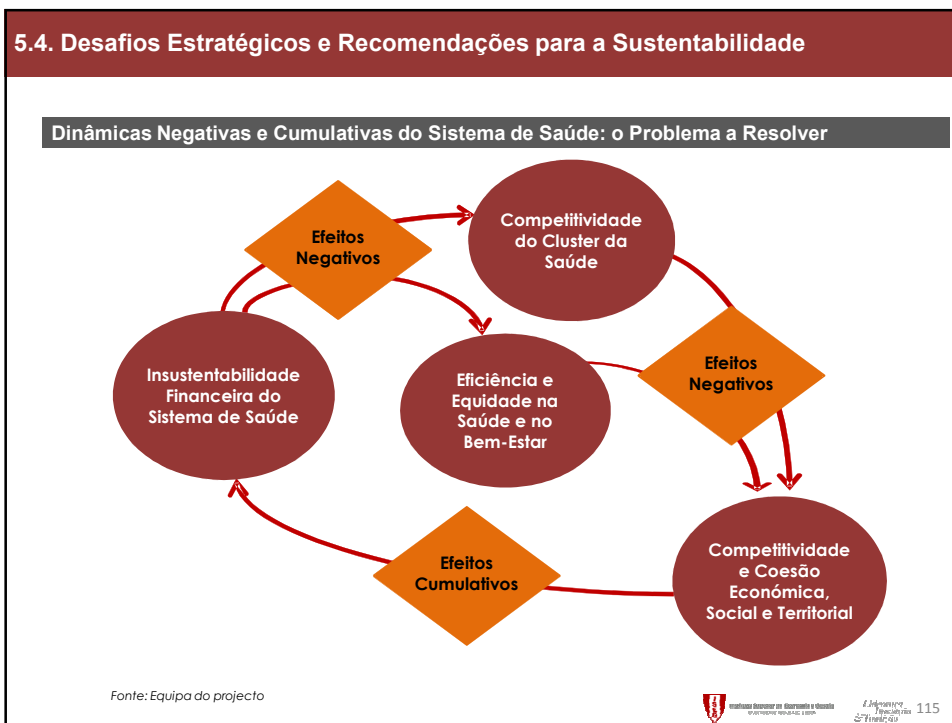 5.4. Desafios Estratégicos e Recomendações para a Sustentabilidade
Dinâmicas Negativas e Cumulativas do Sistema de Saúde: o Problema a Resolver
Efeitos
Negativos
Competitividade
do Cluster da
Saúde
Insustentabilidade
Financeira do
Sistema de Saúde
Eficiência e
Equidade na
Saúde e no
Bem-Estar
Efeitos
Negativos
Efeitos
Cumulativos
Competitividade
e Coesão
Económica,
Social e Territorial
Fonte: Equipa do projecto
115